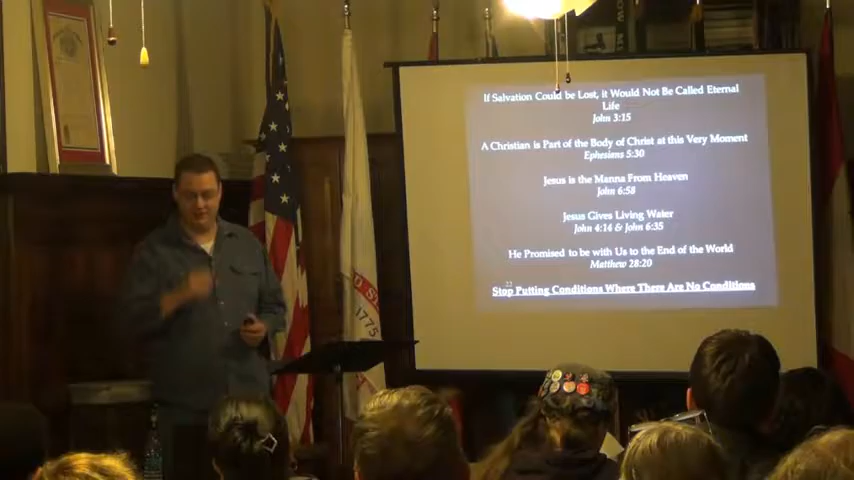 If Salvation Could be Lost, it Would Not Be Called Eternal
Life
John 3:15
A Christian is Part of the Body of Christ at this Very Moment
Ephesians 5:30
Jesus is the Manna From Heaven
John 6:58
Jesus Gives Living Water
John 4:14 & John 6:35
He Promised to be with Us to the End of the World
Matthew 28:20
22
Stop Putting Conditions Where There Are No Conditions
1775